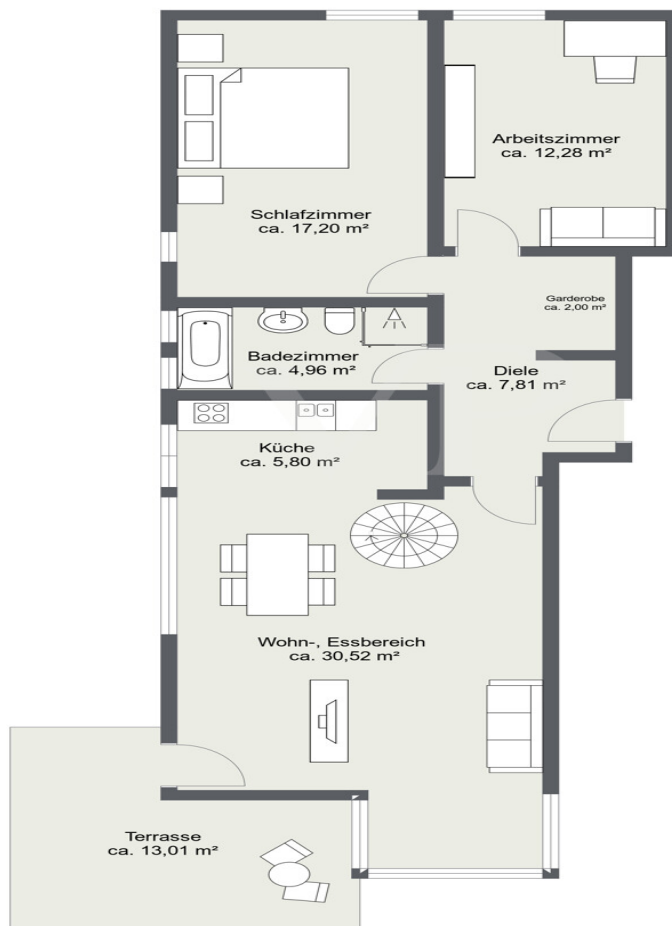 Arbeitszimmer
ca. 12,28 m²
Schlafzimmer
ca. 17,20 m²
Garderobe
ca. 2,00 m²
Badezimmer
ca. 4,96 m²
Diele
ca. 7,81 m²
Küche
ca. 5,80 m²
Wohn-, Essbereich
ca. 30,52 m²
Terrasse
ca. 13,01 m²